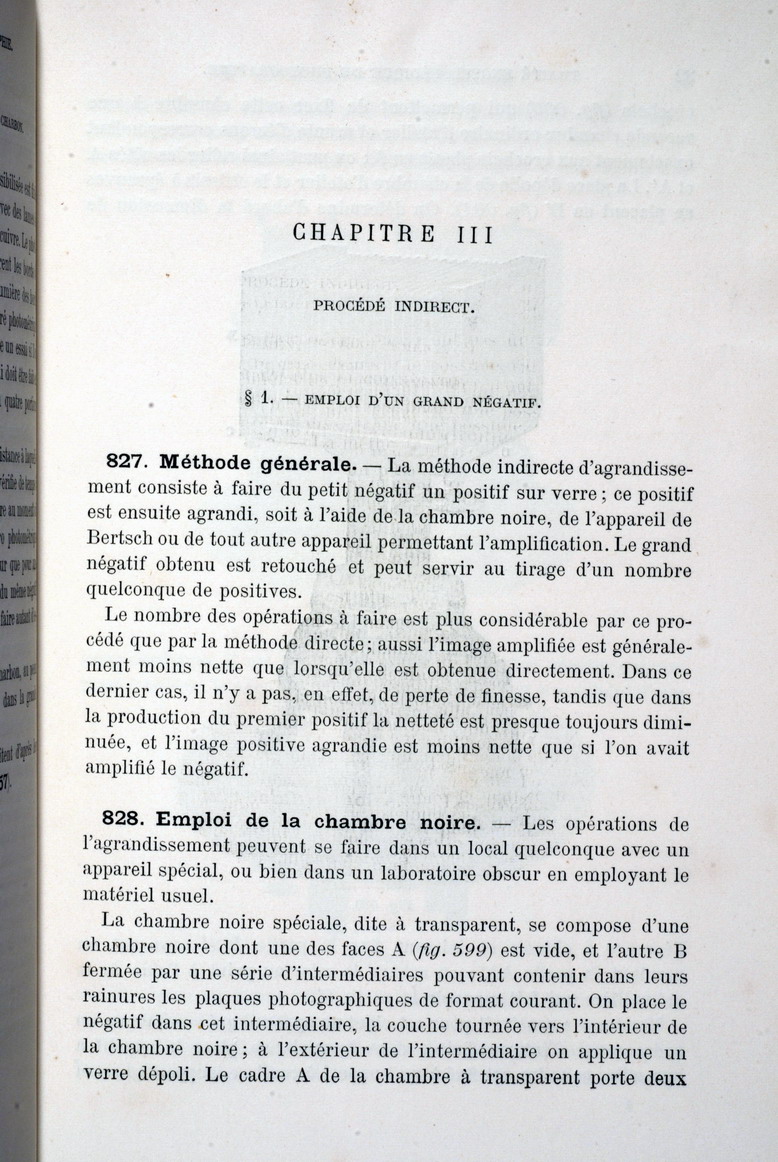 CHAPITRE III
PROCÉDÉ INDIRECT.
§ 1. — EMPLOI D'UN GRAND NÉGATIF.
827. Méthode générale. — La méthode indirecte d'agrandisse-
ment consiste à faire du petit négatif un positif sur verre ; ce positif
est ensuite agrandi, soit à l'aide de la chambre noire, de l'appareil de
Bertsch ou de tout autre appareil permettant l'amplification. Le grand
négatif obtenu est retouché et peut servir au tirage d'un nombre
quelconque de positives.
Le nombre des opérations à faire est plus considérable par ce pro-
cédé que par la méthode directe ; aussi l'image amplifiée est générale-
ment moins nette que lorsqu'elle est obtenue directement. Dans ce
dernier cas, il n'y a pas, en effet, de perte de finesse, tandis que dans
la production du premier positif la netteté est presque toujours dimi-
nuée, et l'image positive agrandie est moins nette que si l'on avait
amplifié le négatif.
828. Emploi de la chambre noire. — Les opérations de
l'agrandissement peuvent se faire dans un local quelconque avec un
appareil spécial, ou bien dans un laboratoire obscur en employant le
matériel usuel.
La chambre noire spéciale, dite à transparent, se compose d'une
chambre noire dont une des faces A (fig. 599) est vide, et l'autre B
fermée par une série d'intermédiaires pouvant contenir dans leurs
rainures les plaques photographiques de format courant. On place le
négatif dans cet intermédiaire, la couche tournée vers l'intérieur de
la chambre noire ; à l'extérieur de l'intermédiaire on applique un
verre dépoli. Le cadre A de la chambre à transparent porte deux